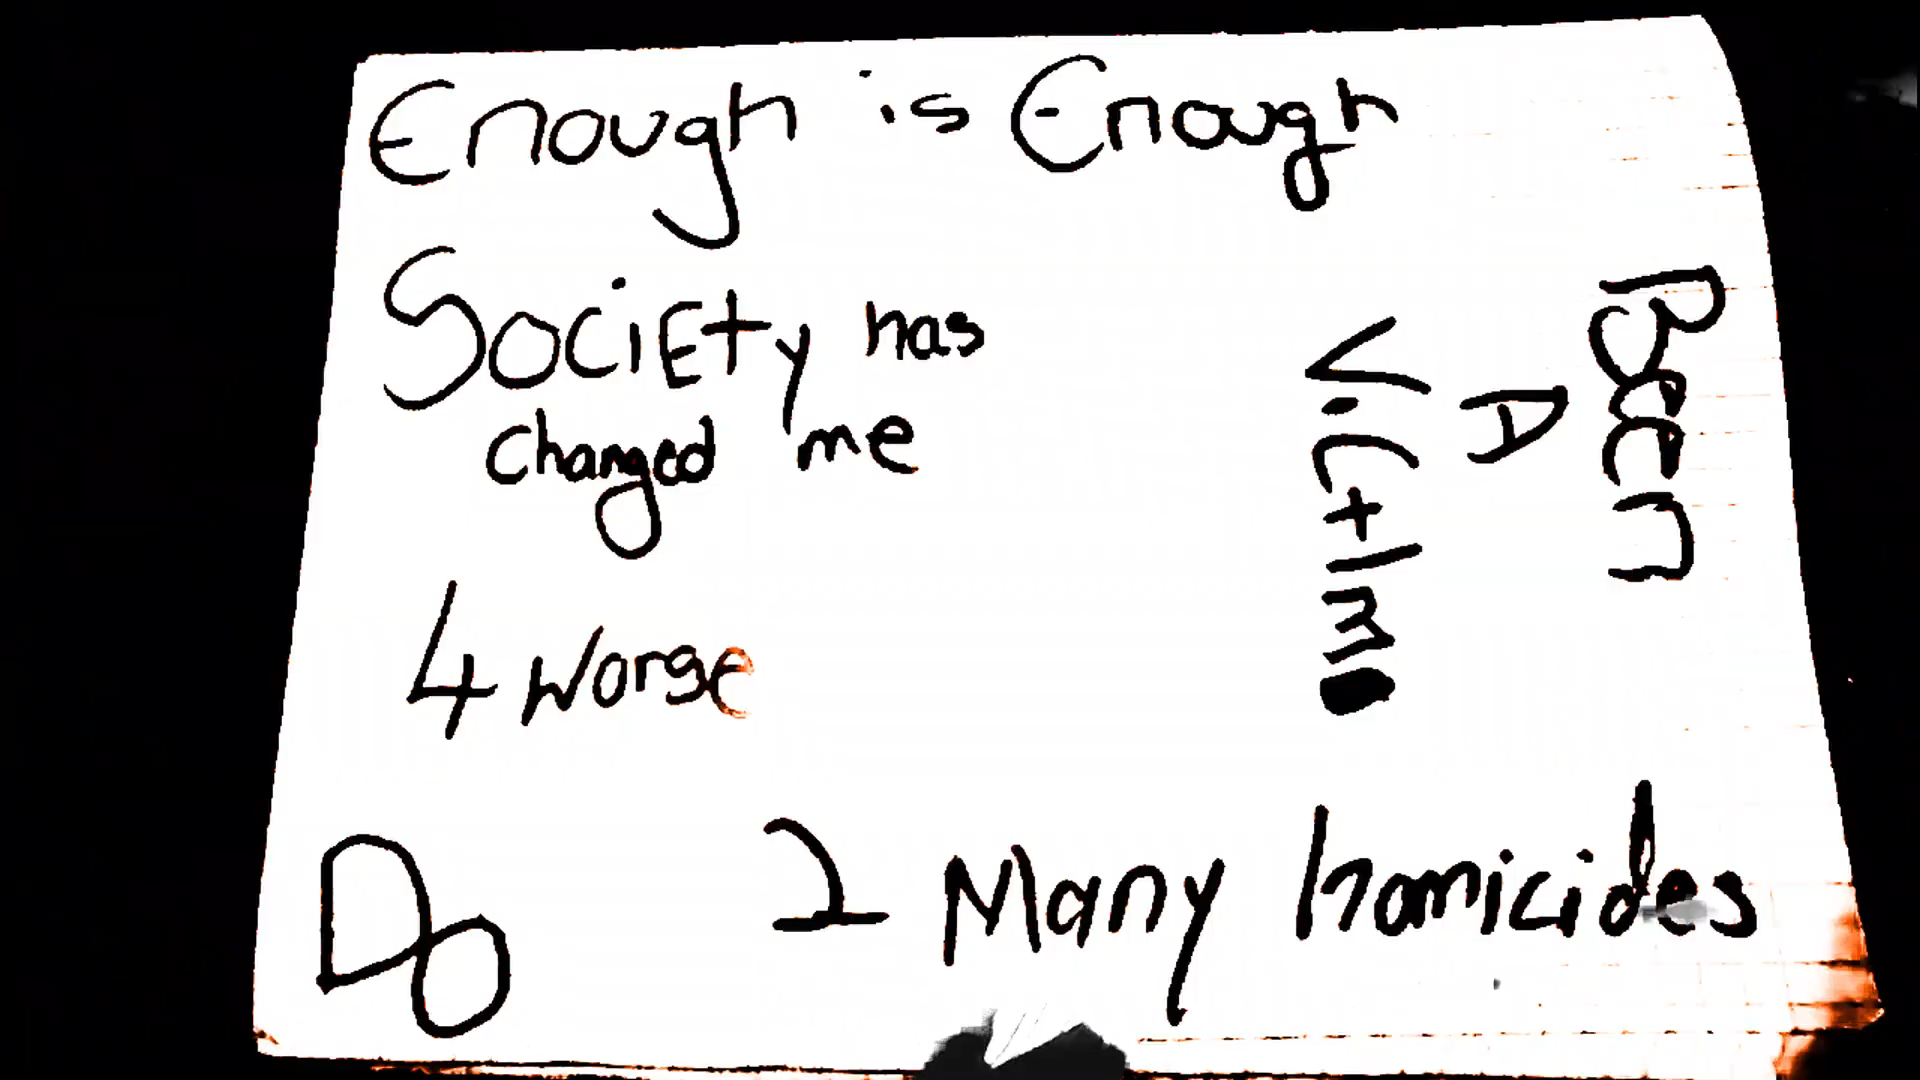 Enough is Enough
SOCiEty has
changed me
4 worse
Been
A
Victim
Do
2 Many homicides